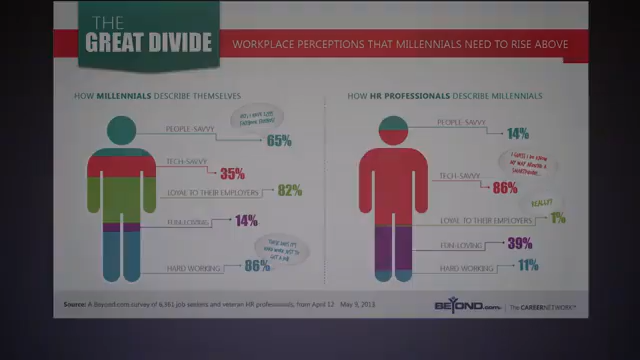 THE
GREAT DIVIDE
WORKPLACE PERCEPTIONS THAT MILLENNIALS NEED TO RISE ABOVE
HOW MILLENNIALS DESCRIBE THEMSELVES
PEOPLE-SAVVY
65%
TECH-SAVVY
35%
LOYAL TO THEIR EMPLOYERS
82%
FUN-LOVING
14%
HARD WORKING
86%
HOW HR PROFESSIONALS DESCRIBE MILLENNIALS
PEOPLE-SAVVY
14%
TECH-SAVVY
86%
REALLY?
LOYAL TO THEIR EMPLOYERS
1%
FUN-LOVING
39%
HARD WORKING
11%
Source: A Beyond.com survey of 6,361 job seekers and veteran HR professionals, from April 12 - May 9, 2013
BEYOND.com
The CAREER NETWORK